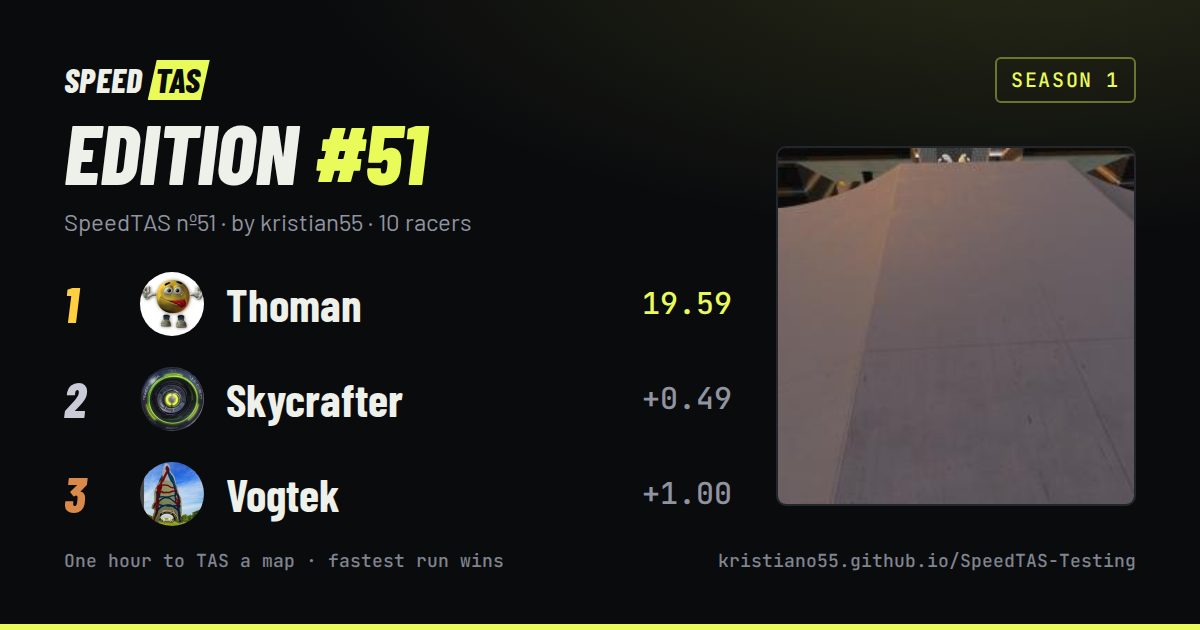 SPEED TAS
SEASON 1
EDITION #51
SpeedTAS nº51 · by kristian55 · 10 racers
1 Thoman 19.59
2 Skycrafter +0.49
3 Vogtek +1.00
One hour to TAS a map · fastest run wins
kristiano55.github.io/SpeedTAS-Testing